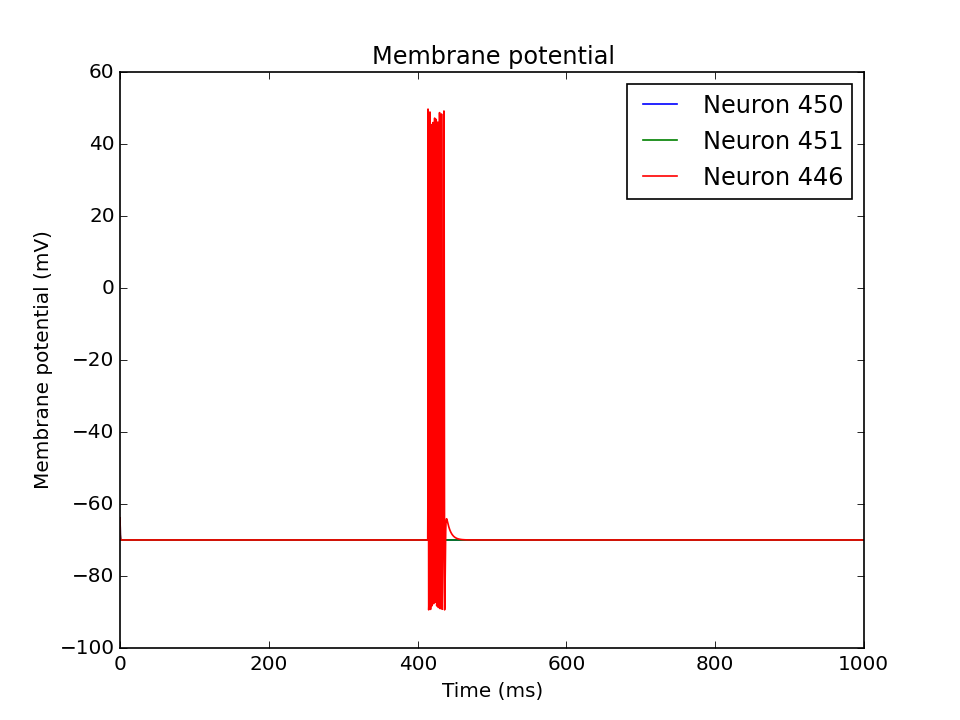 Membrane potential
60
40
20
0
−20
−40
−60
−80
−100
Membrane potential (mV)
Neuron 450
Neuron 451
Neuron 446
0 200 400 600 800 1000
Time (ms)